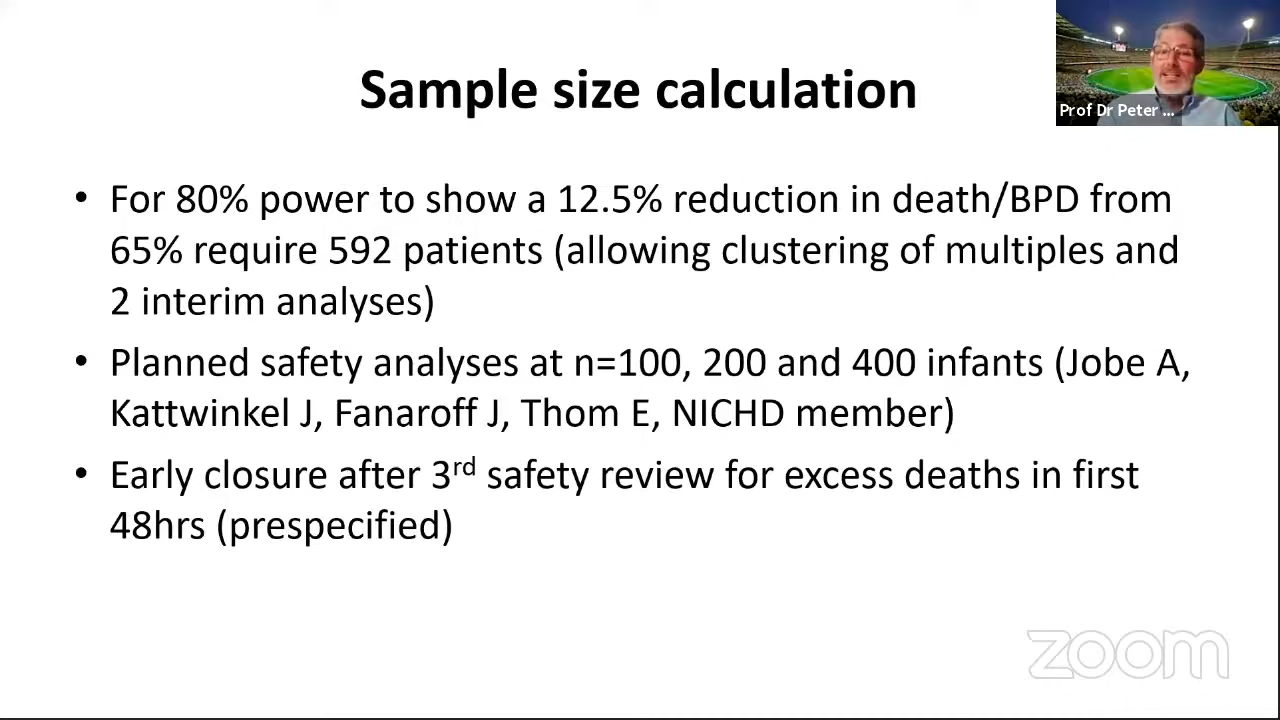 Sample size calculation
Prof Dr Peter ...
• For 80% power to show a 12.5% reduction in death/BPD from
65% require 592 patients (allowing clustering of multiples and
2 interim analyses)
• Planned safety analyses at n=100, 200 and 400 infants (Jobe A,
Kattwinkel J, Fanaroff J, Thom E, NICHD member)
• Early closure after 3rd safety review for excess deaths in first
48hrs (prespecified)
zoom